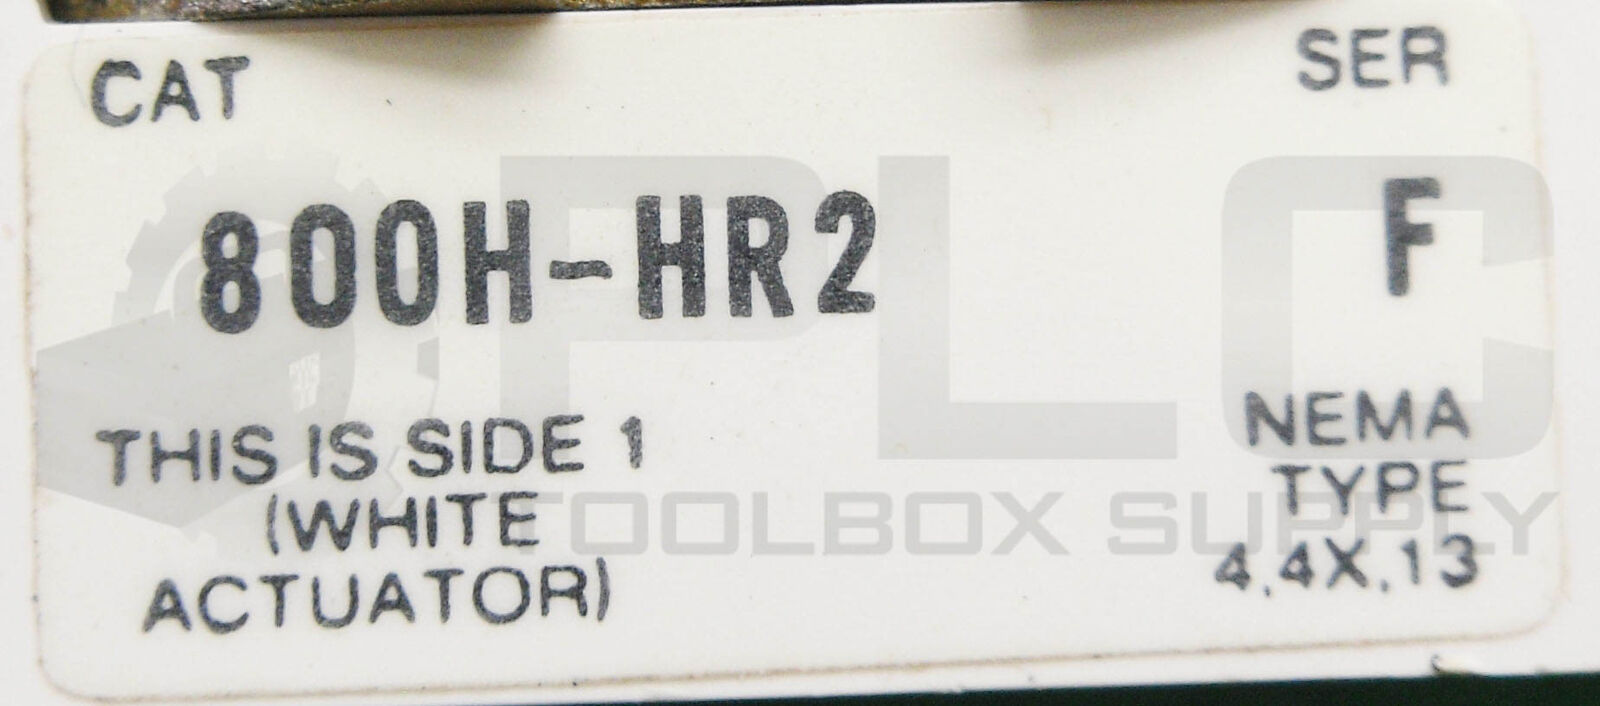 CAT SER
800H-HR2 F
THIS IS SIDE 1
(WHITE
ACTUATOR)
NEMA
TYPE
4,4X,13
PLC
TOOLBOX SUPPLY